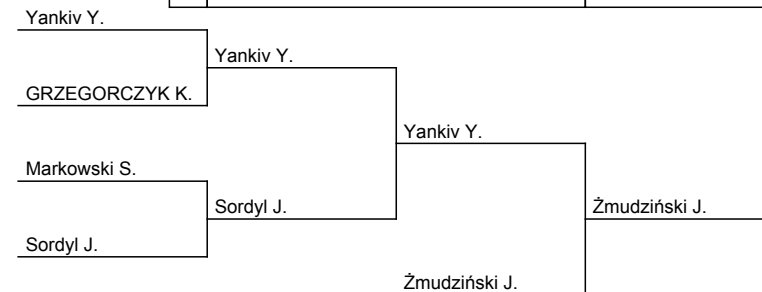 Yankiv Y.
Yankiv Y.
GRZEGORCZYK K.
Yankiv Y.
Markowski S.
Sordyl J.
Żmudziński J.
Sordyl J.
Żmudziński J.